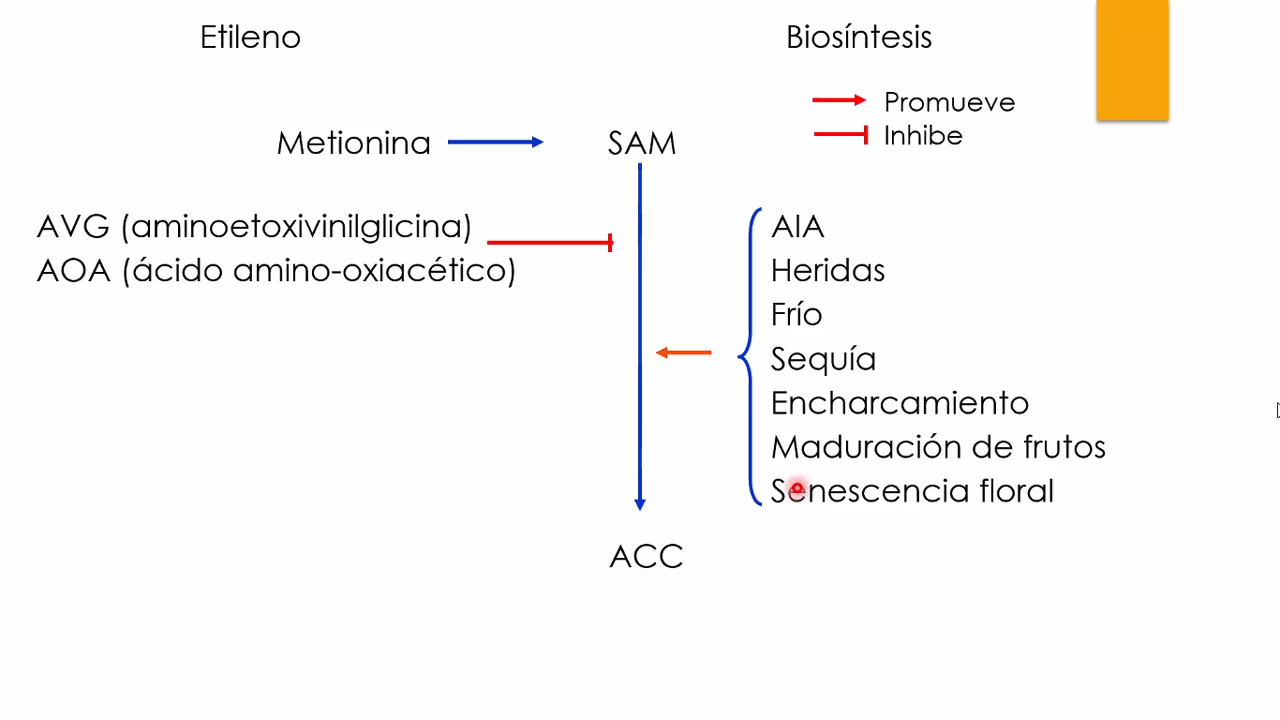 Etileno
Biosíntesis
Promueve
Inhibe
Metionina
SAM
AVG (aminoetoxivinilglicina)
AOA (ácido amino-oxiacético)
AIA
Heridas
Frío
Sequía
Encharcamiento
Maduración de frutos
Senescencia floral
ACC